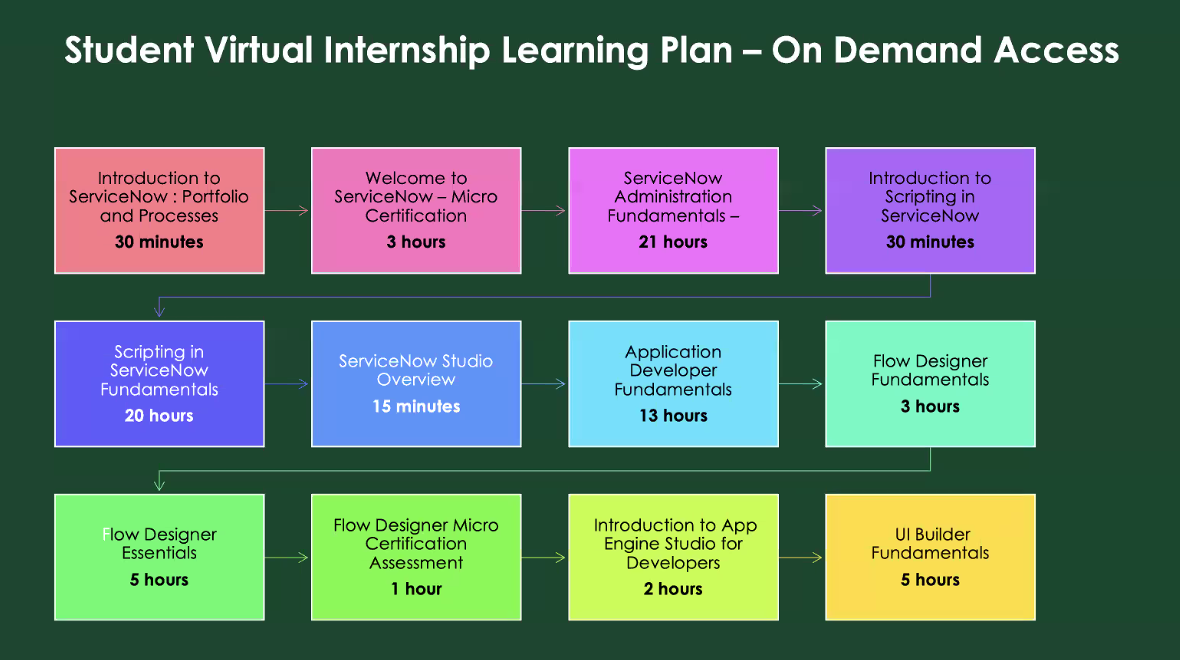 Student Virtual Internship Learning Plan – On Demand Access
Introduction to
ServiceNow : Portfolio
and Processes
30 minutes
Welcome to
ServiceNow – Micro
Certification
3 hours
ServiceNow
Administration
Fundamentals –
21 hours
Introduction to
Scripting in
ServiceNow
30 minutes
Scripting in
ServiceNow
Fundamentals
20 hours
ServiceNow Studio
Overview
15 minutes
Application
Developer
Fundamentals
13 hours
Flow Designer
Fundamentals
3 hours
Flow Designer
Essentials
5 hours
Flow Designer Micro
Certification
Assessment
1 hour
Introduction to App
Engine Studio for
Developers
2 hours
UI Builder
Fundamentals
5 hours